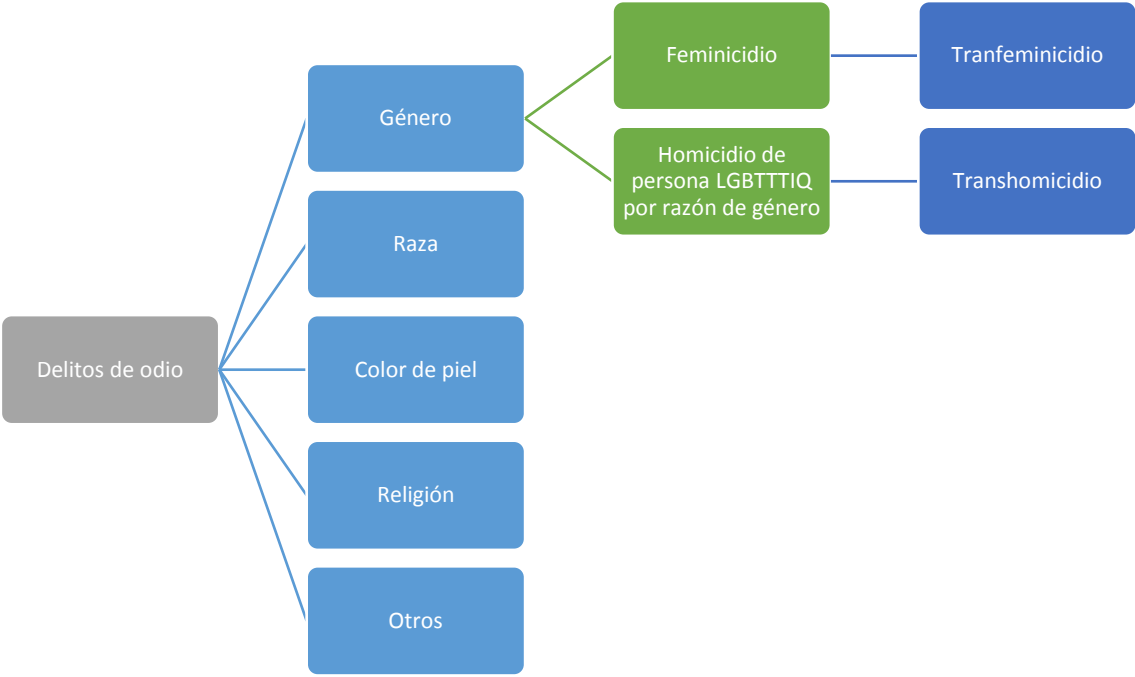 Feminicidio
Tranfeminicidio
Género
Homicidio de
persona LGBTTTIQ
por razón de género
Transhomicidio
Raza
Delitos de odio
Color de piel
Religión
Otros